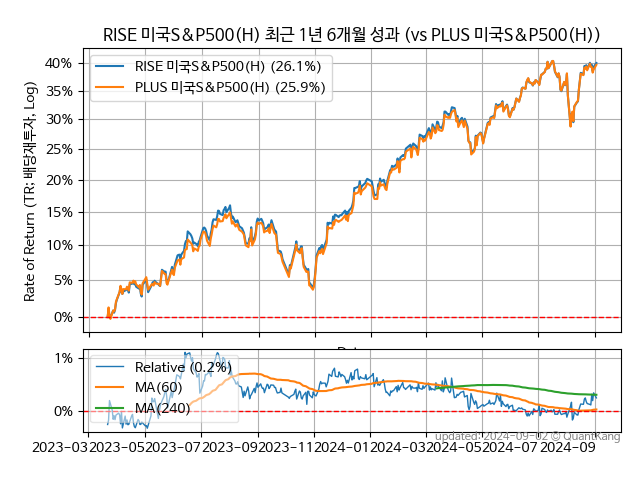 RISE 미국S&P500(H) 최근 1년 6개월 성과 (vs PLUS 미국S&P500(H))
Rate of Return (TR: 배당재투자, Log)
40%
35%
30%
25%
20%
15%
10%
5%
0%
RISE 미국S&P500(H) (26.1%)
PLUS 미국S&P500(H) (25.9%)
1%
0%
Relative (0.2%)
MA(60)
MA(240)
2023-03 2023-05 2023-07 2023-09 2023-11 2024-01 2024-03 2024-05 2024-07 2024-09
updated: 2024-09-02 © QuantKang